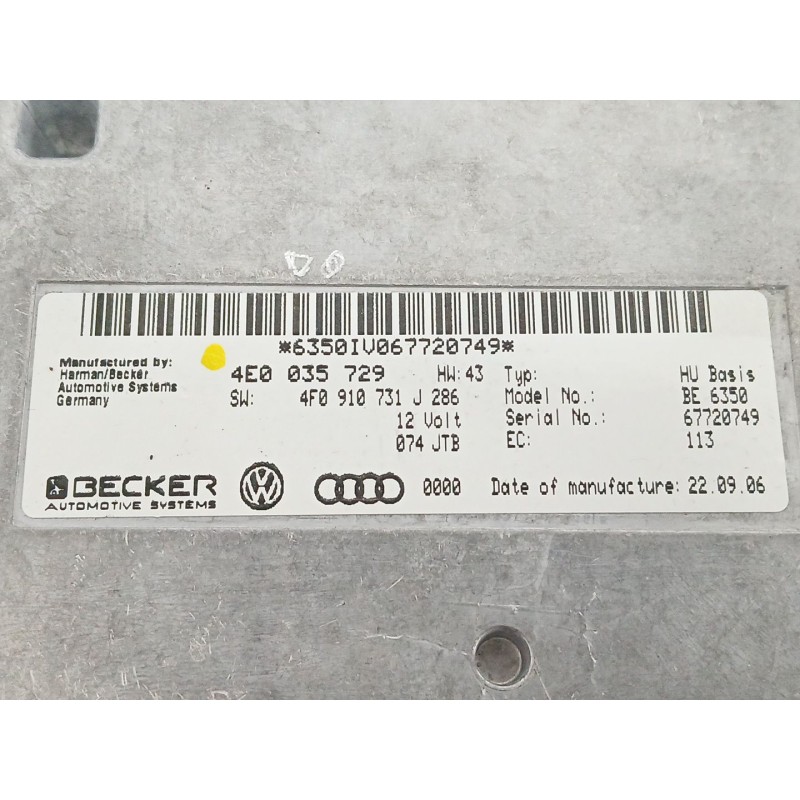 DO
*6350IV067720749*
Manufactured by:
Harman/Becker
Automotive Systems
Germany
4E0 035 729 HW: 43
SW: 4F0 910 731 J 286
12 Volt
074 JTB
Typ: HU Basis
Model No.: BE 6350
Serial No.: 67720749
EC: 113
BECKER
AUTOMOTIVE SYSTEMS
VW
0000 Date of manufacture: 22.09.06